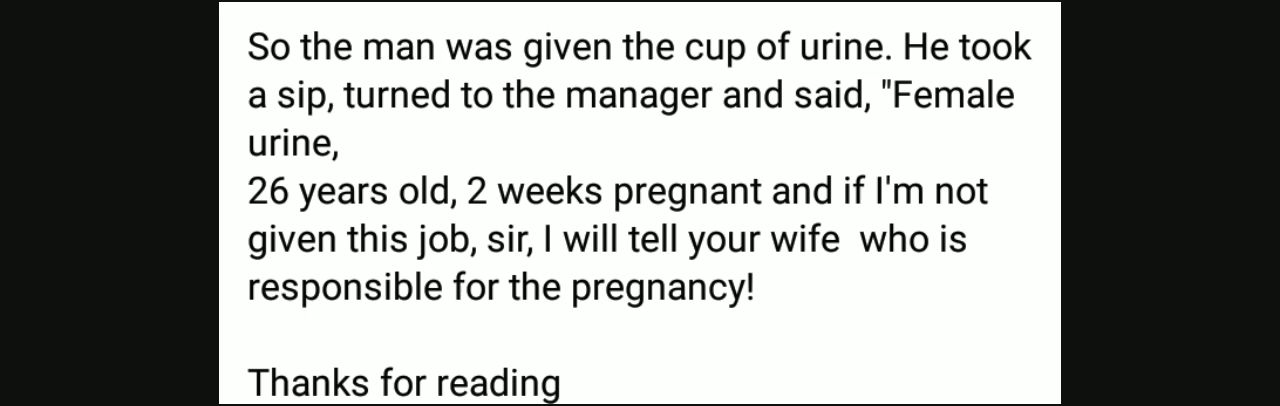 So the man was given the cup of urine. He took
a sip, turned to the manager and said, "Female
urine,
26 years old, 2 weeks pregnant and if I'm not
given this job, sir, I will tell your wife  who is
responsible for the pregnancy!
Thanks for reading